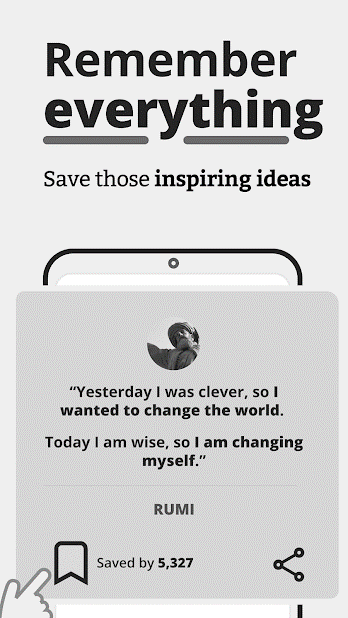 Remember
everything
Save those inspiring ideas
“Yesterday I was clever, so I
wanted to change the world.
Today I am wise, so I am changing
myself.”
RUMI
Saved by 5,327